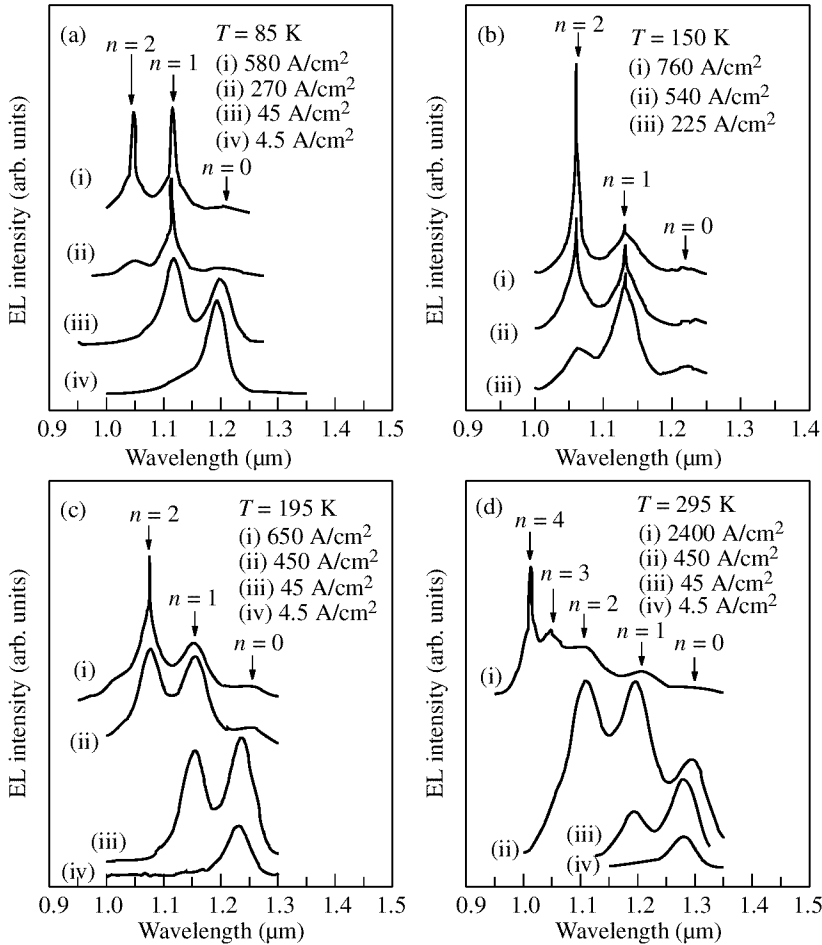 (a)
T = 85 K
(i) 580 A/cm²
(ii) 270 A/cm²
(iii) 45 A/cm²
(iv) 4.5 A/cm²
n = 2
n = 1
n = 0
(i)
(ii)
(iii)
(iv)
EL intensity (arb. units)
0.9 1.0 1.1 1.2 1.3 1.4 1.5
Wavelength (μm)
(b)
T = 150 K
(i) 760 A/cm²
(ii) 540 A/cm²
(iii) 225 A/cm²
n = 2
n = 1
n = 0
(i)
(ii)
(iii)
EL intensity (arb. units)
0.9 1.0 1.1 1.2 1.3 1.4
Wavelength (μm)
(c)
T = 195 K
(i) 650 A/cm²
(ii) 450 A/cm²
(iii) 45 A/cm²
(iv) 4.5 A/cm²
n = 2
n = 1
n = 0
(i)
(ii)
(iii)
(iv)
EL intensity (arb. units)
0.9 1.0 1.1 1.2 1.3 1.4 1.5
Wavelength (μm)
(d)
T = 295 K
(i) 2400 A/cm²
(ii) 450 A/cm²
(iii) 45 A/cm²
(iv) 4.5 A/cm²
n = 4
n = 3
n = 2
n = 1
n = 0
(i)
(ii)
(iii)
(iv)
EL intensity (arb. units)
0.9 1.0 1.1 1.2 1.3 1.4 1.5
Wavelength (μm)